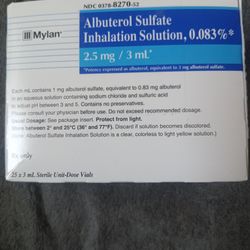 NDC 0378-8270-52
Mylan®
Albuterol Sulfate
Inhalation Solution, 0.083%*
2.5 mg / 3 mL*
*Potency expressed as albuterol, equivalent to 3 mg albuterol sulfate.
Each mL contains 1 mg albuterol sulfate, equivalent to 0.83 mg albuterol
in an aqueous solution containing sodium chloride and sulfuric acid
to adjust pH between 3 and 5. Contains no preservatives.
Please consult your physician before use. Do not exceed recommended dosage.
Usual Dosage: See package insert. Protect from light.
Store between 2° and 25°C (36° and 77°F). Discard if solution becomes discolored.
(Note: Albuterol Sulfate Inhalation Solution is a clear, colorless to light yellow solution.)
Rx only
25 x 3 mL Sterile Unit-Dose Vials